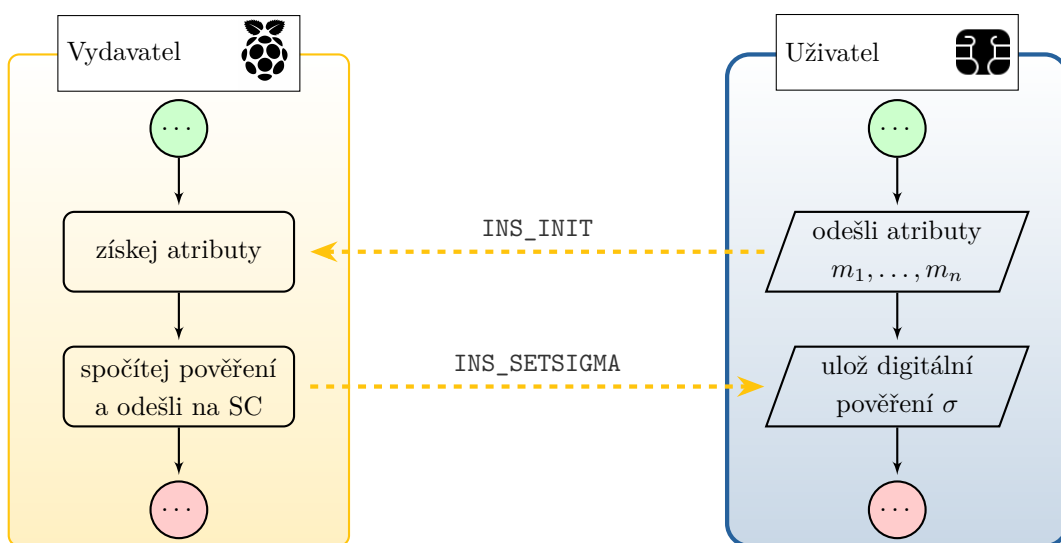 Vydavatel
Uživatel
...
...
získej atributy
INS_INIT
odešli atributy
m₁, . . . , mₙ
spočítej pověření
a odešli na SC
INS_SETSIGMA
ulož digitální
pověření σ
...
...